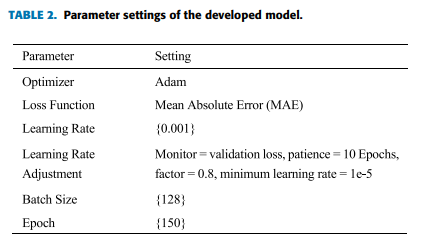 TABLE 2. Parameter settings of the developed model.
Parameter Setting
Optimizer Adam
Loss Function Mean Absolute Error (MAE)
Learning Rate {0.001}
Learning Rate Monitor = validation loss, patience = 10 Epochs,
Adjustment factor = 0.8, minimum learning rate = 1e-5
Batch Size {128}
Epoch {150}